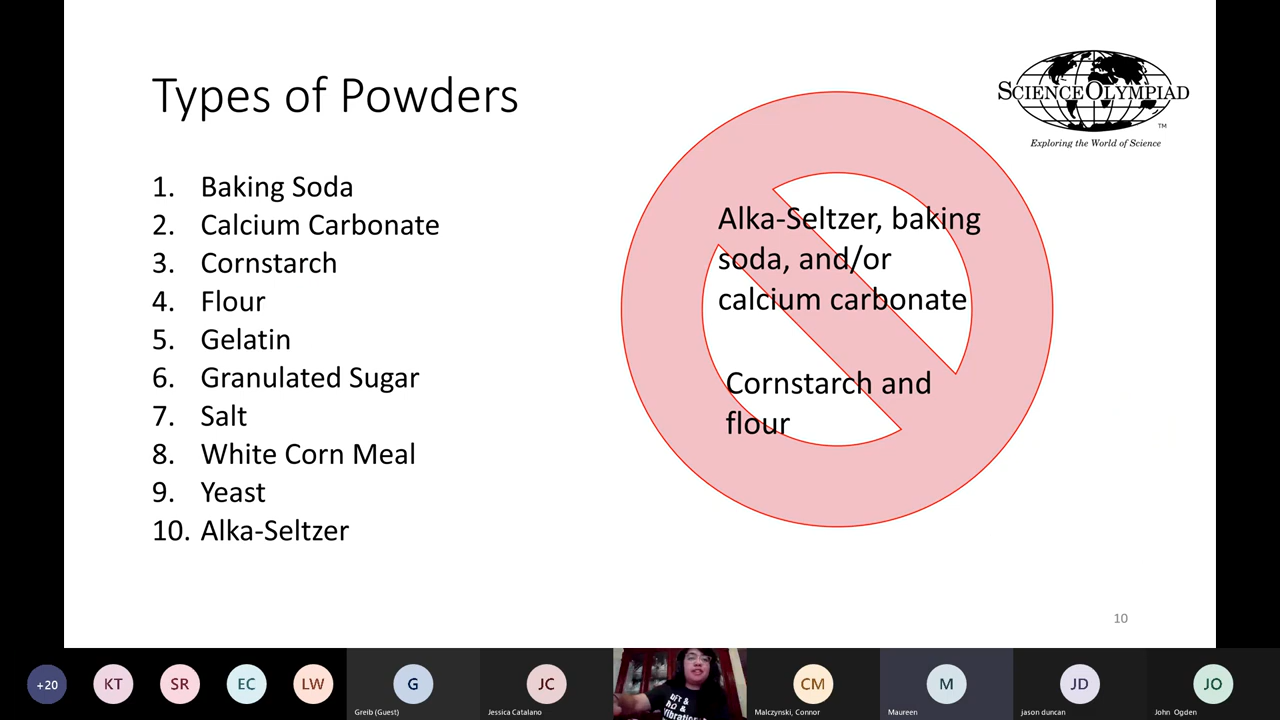 Types of Powders
SCIENCE OLYMPIAD
TM
Exploring the World of Science
1. Baking Soda
2. Calcium Carbonate
3. Cornstarch
4. Flour
5. Gelatin
6. Granulated Sugar
7. Salt
8. White Corn Meal
9. Yeast
10. Alka-Seltzer
Alka-Seltzer, baking
soda, and/or
calcium carbonate
Cornstarch and
flour
10
+20
KT
SR
EC
LW
G
Greib (Guest)
JC
Jessica Catalano
CM
Malczynski, Connor
M
Maureen
JD
jason duncan
JO
John Ogden